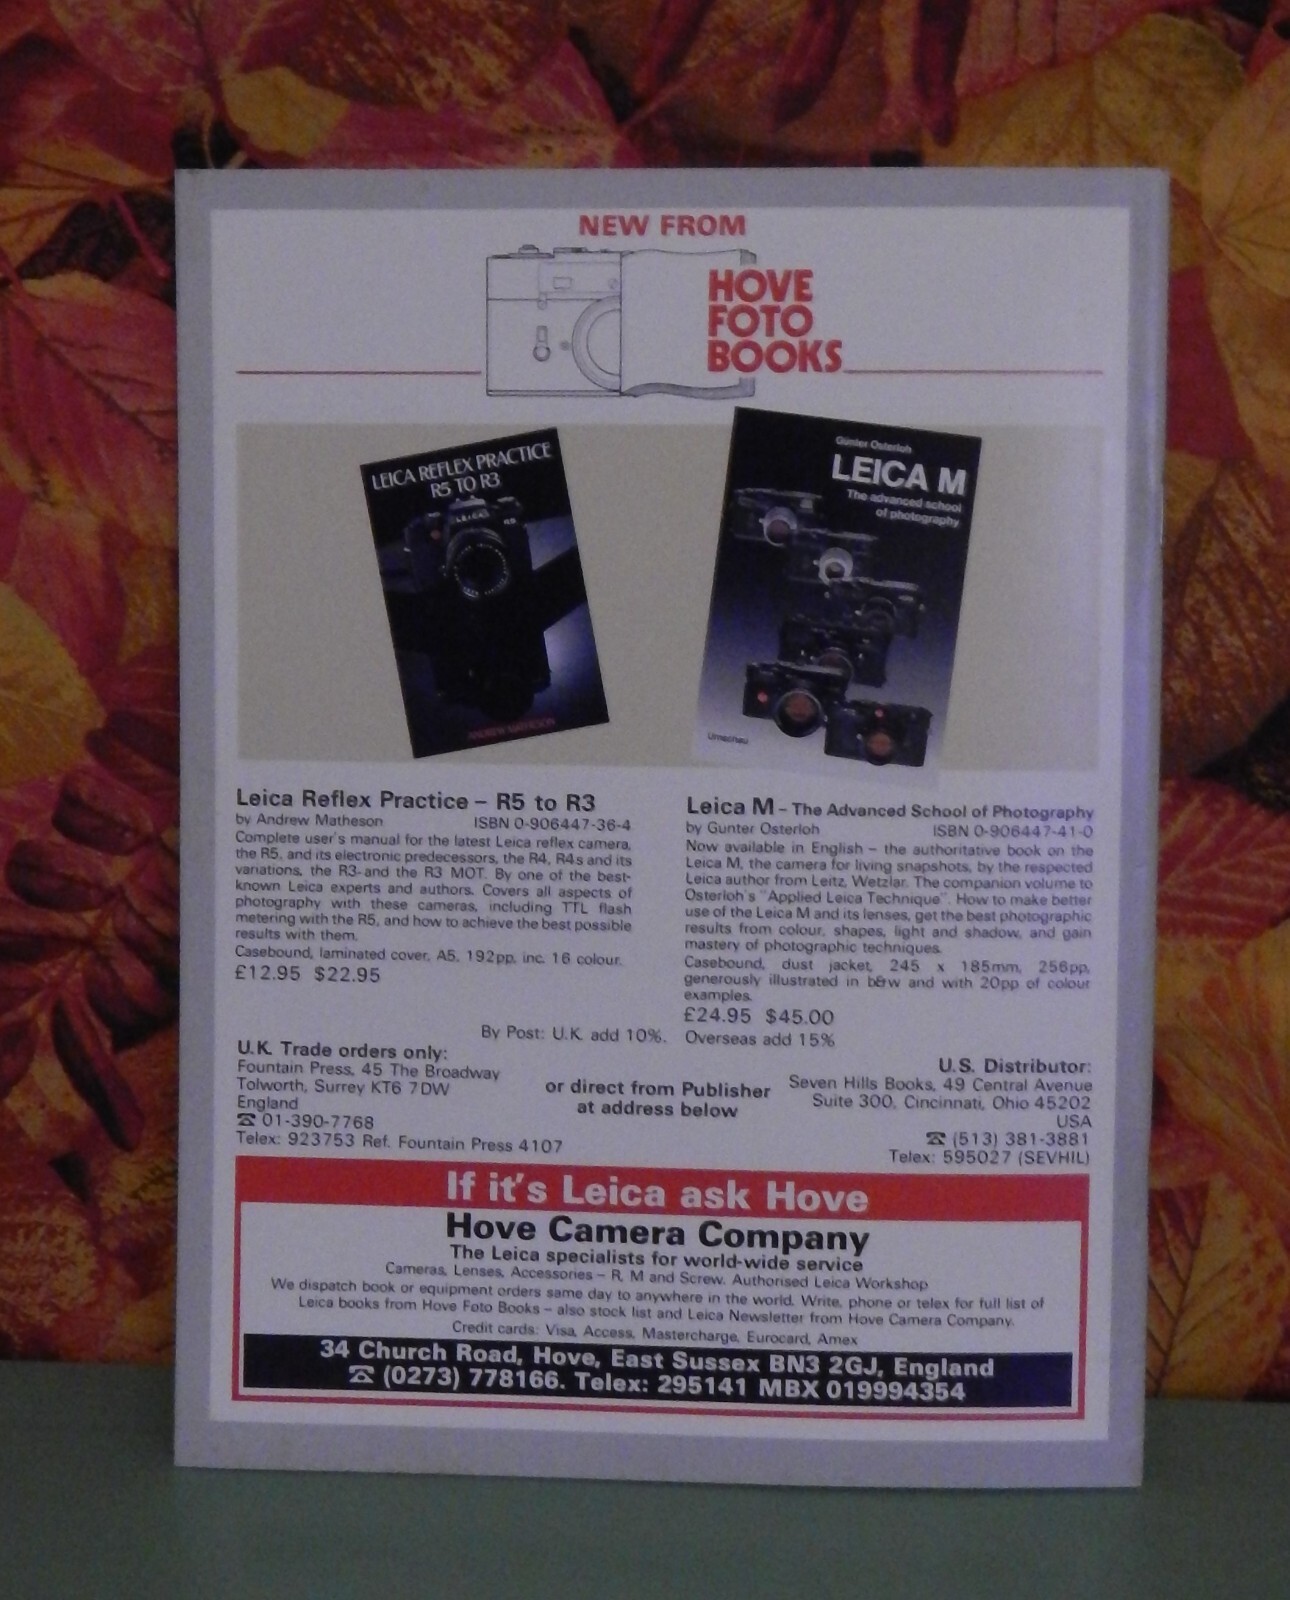 NEW FROM
HOVE
FOTO
BOOKS
LEICA REFLEX PRACTICE
R5 TO R3
LEICA
R5
ANDREW MATHESON
Günter Osterloh
LEICA M
The advanced school
of photography
Umschau
Leica Reflex Practice – R5 to R3
by Andrew Matheson ISBN 0-906447-36-4
Complete user's manual for the latest Leica reflex camera,
the R5, and its electronic predecessors, the R4, R4s and its
variations, the R3 and the R3 MOT. By one of the best-
known Leica experts and authors. Covers all aspects of
photography with these cameras, including TTL flash
metering with the R5, and how to achieve the best possible
results with them.
Casebound, laminated cover, A5, 192pp, inc. 16 colour.
£12.95 $22.95
Leica M – The Advanced School of Photography
by Gunter Osterloh ISBN 0-906447-41-0
Now available in English – the authoritative book on the
Leica M, the camera for living snapshots, by the respected
Leica author from Leitz, Wetzlar. The companion volume to
Osterloh's "Applied Leica Technique". How to make better
use of the Leica M and its lenses, get the best photographic
results from colour, shapes, light and shadow, and gain
mastery of photographic techniques.
Casebound, dust jacket, 245 x 185mm, 256pp,
generously illustrated in b&w and with 20pp of colour
examples.
£24.95 $45.00
By Post: U.K. add 10%. Overseas add 15%
U.K. Trade orders only:
Fountain Press, 45 The Broadway
Tolworth, Surrey KT6 7DW
England
☎ 01-390-7768
Telex: 923753 Ref. Fountain Press 4107
or direct from Publisher
at address below
U.S. Distributor:
Seven Hills Books, 49 Central Avenue
Suite 300, Cincinnati, Ohio 45202
USA
☎ (513) 381-3881
Telex: 595027 (SEVHIL)
If it's Leica ask Hove
Hove Camera Company
The Leica specialists for world-wide service
Cameras, Lenses, Accessories – R, M and Screw. Authorised Leica Workshop
We dispatch book or equipment orders same day to anywhere in the world. Write, phone or telex for full list of
Leica books from Hove Foto Books – also stock list and Leica Newsletter from Hove Camera Company.
Credit cards: Visa, Access, Mastercharge, Eurocard, Amex
34 Church Road, Hove, East Sussex BN3 2GJ, England
☎ (0273) 778166. Telex: 295141 MBX 019994354